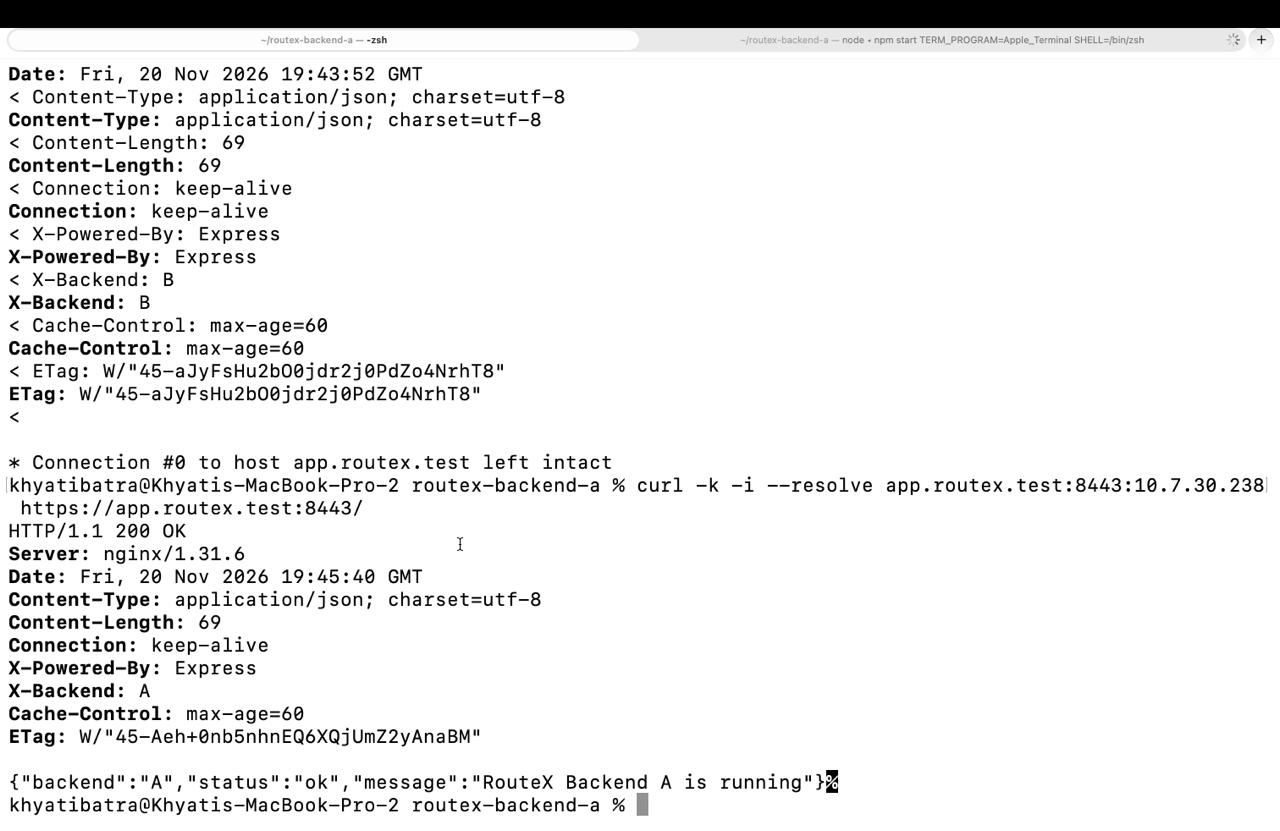 ~/routex-backend-a — -zsh
~/routex-backend-a — node • npm start TERM_PROGRAM=Apple_Terminal SHELL=/bin/zsh
+
Date: Fri, 20 Nov 2026 19:43:52 GMT
< Content-Type: application/json; charset=utf-8
Content-Type: application/json; charset=utf-8
< Content-Length: 69
Content-Length: 69
< Connection: keep-alive
Connection: keep-alive
< X-Powered-By: Express
X-Powered-By: Express
< X-Backend: B
X-Backend: B
< Cache-Control: max-age=60
Cache-Control: max-age=60
< ETag: W/"45-aJyFsHu2bO0jdr2j0PdZo4NrhT8"
ETag: W/"45-aJyFsHu2bO0jdr2j0PdZo4NrhT8"
<
* Connection #0 to host app.routex.test left intact
khyatibatra@Khyatis-MacBook-Pro-2 routex-backend-a % curl -k -i --resolve app.routex.test:8443:10.7.30.238
https://app.routex.test:8443/
HTTP/1.1 200 OK
Server: nginx/1.31.6
Date: Fri, 20 Nov 2026 19:45:40 GMT
Content-Type: application/json; charset=utf-8
Content-Length: 69
Connection: keep-alive
X-Powered-By: Express
X-Backend: A
Cache-Control: max-age=60
ETag: W/"45-Aeh+0nb5nhnEQ6XQjUmZ2yAnaBM"
{"backend":"A","status":"ok","message":"RouteX Backend A is running"}%
khyatibatra@Khyatis-MacBook-Pro-2 routex-backend-a %